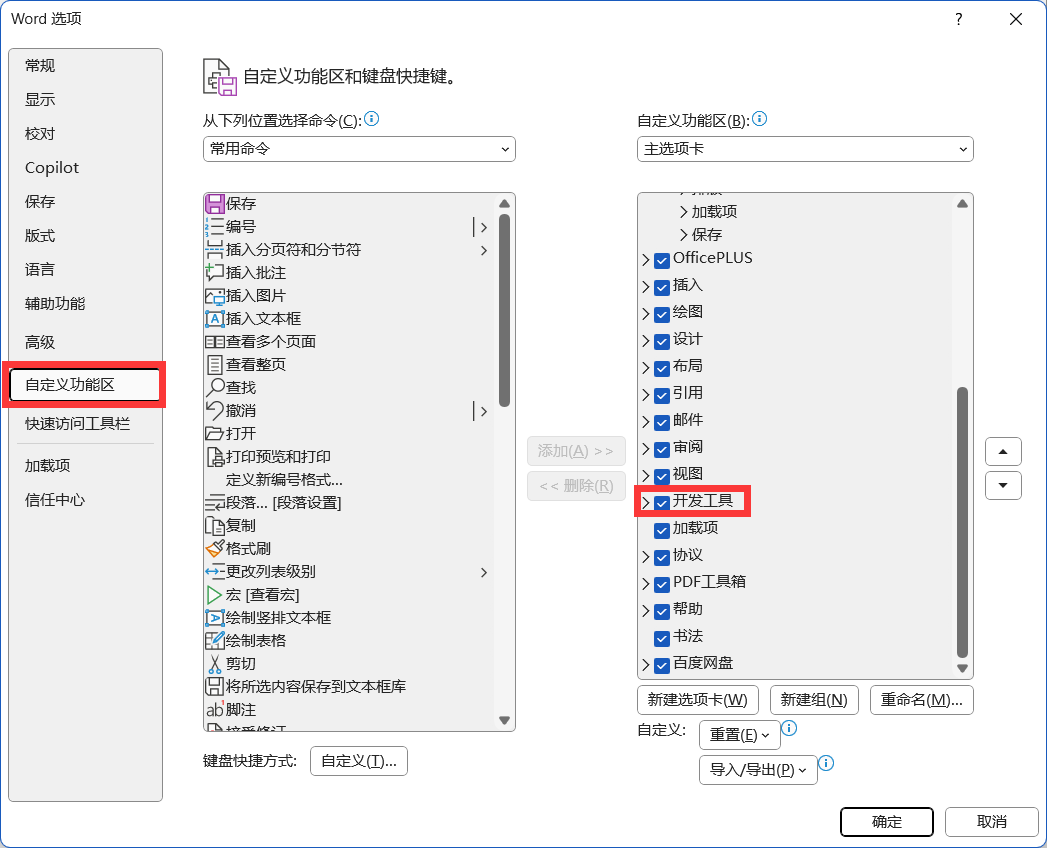 Word 选项
?
常规
显示
校对
Copilot
保存
版式
语言
辅助功能
高级
自定义功能区
快速访问工具栏
加载项
信任中心
自定义功能区和键盘快捷键。
从下列位置选择命令(C):
常用命令
保存
编号
插入分页符和分节符
插入批注
插入图片
插入文本框
查看多个页面
查看整页
查找
撤消
打开
打印预览和打印
定义新编号格式...
段落... [段落设置]
复制
格式刷
更改列表级别
宏 [查看宏]
绘制竖排文本框
绘制表格
剪切
将所选内容保存到文本框库
脚注
接受修订
键盘快捷方式:
自定义(T)...
添加(A) >>
<< 删除(R)
自定义功能区(B):
主选项卡
加载项
保存
OfficePLUS
插入
绘图
设计
布局
引用
邮件
审阅
视图
开发工具
加载项
协议
PDF工具箱
帮助
书法
百度网盘
新建选项卡(W)
新建组(N)
重命名(M)...
自定义:
重置(E)
导入/导出(P)
确定
取消